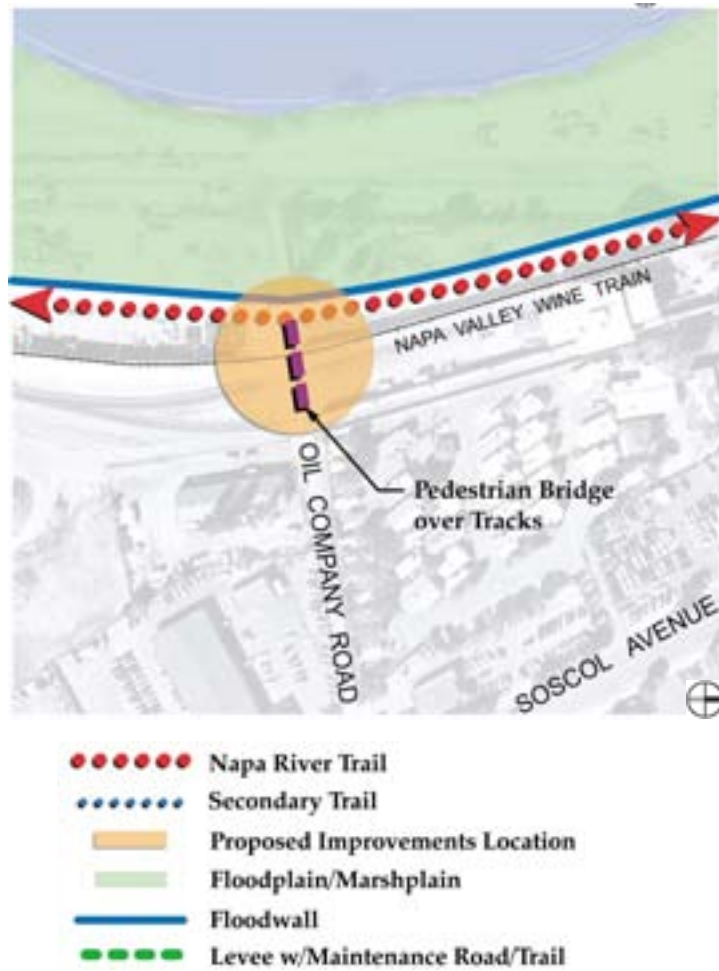 NAPA VALLEY WINE TRAIN
Pedestrian Bridge
over Tracks
OIL COMPANY ROAD
SOSCOL AVENUE
Napa River Trail
Secondary Trail
Proposed Improvements Location
Floodplain/Marshplain
Floodwall
Levee w/Maintenance Road/Trail